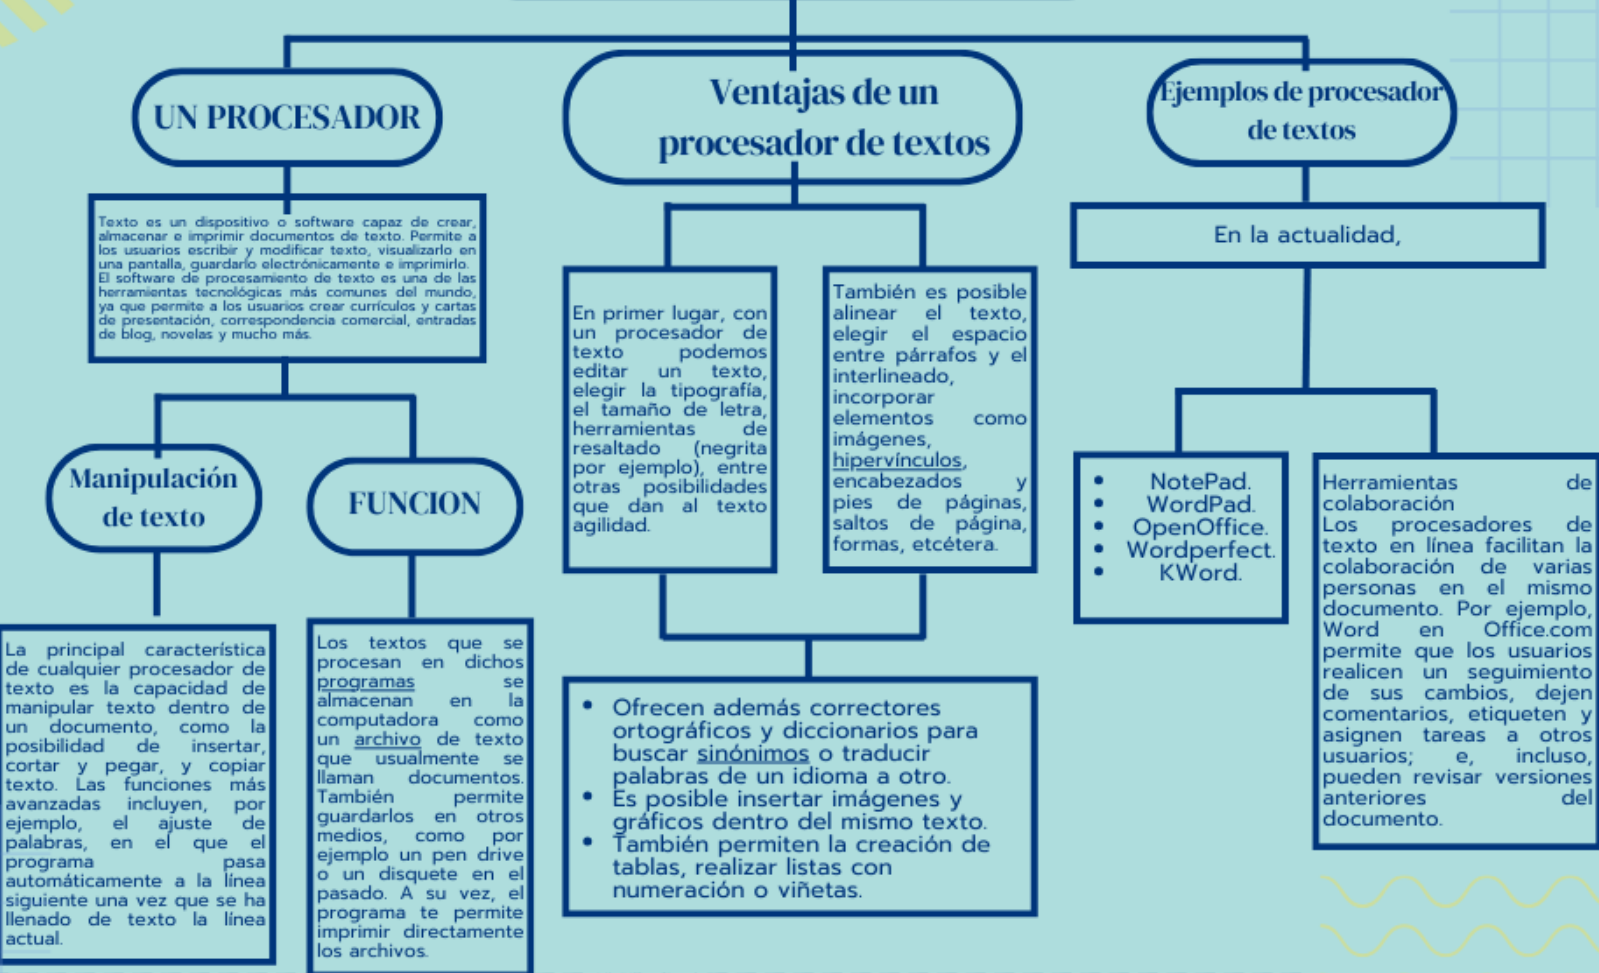 UN PROCESADOR
Texto es un dispositivo o software capaz de crear,
almacenar e imprimir documentos de texto. Permite a
los usuarios escribir y modificar texto, visualizarlo en
una pantalla, guardarlo electrónicamente e imprimirlo.
El software de procesamiento de texto es una de las
herramientas tecnológicas más comunes del mundo,
ya que permite a los usuarios crear currículos y cartas
de presentación, correspondencia comercial, entradas
de blog, novelas y mucho más.
Manipulación
de texto
La principal característica
de cualquier procesador de
texto es la capacidad de
manipular texto dentro de
un documento, como la
posibilidad de insertar,
cortar y pegar, y copiar
texto. Las funciones más
avanzadas incluyen, por
ejemplo, el ajuste de
palabras, en el que el
programa pasa
automáticamente a la línea
siguiente una vez que se ha
llenado de texto la línea
actual.
FUNCION
Los textos que se
procesan en dichos
programas se
almacenan en la
computadora como
un archivo de texto
que usualmente se
llaman documentos.
También permite
guardarlos en otros
medios, como por
ejemplo un pen drive
o un disquete en el
pasado. A su vez, el
programa te permite
imprimir directamente
los archivos.
Ventajas de un
procesador de textos
En primer lugar, con
un procesador de
texto podemos
editar un texto,
elegir la tipografía,
el tamaño de letra,
herramientas de
resaltado (negrita
por ejemplo), entre
otras posibilidades
que dan al texto
agilidad.
También es posible
alinear el texto,
elegir el espacio
entre párrafos y el
interlineado,
incorporar
elementos como
imágenes,
hipervínculos,
encabezados y
pies de páginas,
saltos de página,
formas, etcétera.
• Ofrecen además correctores
ortográficos y diccionarios para
buscar sinónimos o traducir
palabras de un idioma a otro.
• Es posible insertar imágenes y
gráficos dentro del mismo texto.
• También permiten la creación de
tablas, realizar listas con
numeración o viñetas.
Ejemplos de procesador
de textos
En la actualidad,
• NotePad.
• WordPad.
• OpenOffice.
• Wordperfect.
• KWord.
Herramientas de
colaboración
Los procesadores de
texto en línea facilitan la
colaboración de varias
personas en el mismo
documento. Por ejemplo,
Word en Office.com
permite que los usuarios
realicen un seguimiento
de sus cambios, dejen
comentarios, etiqueten y
asignen tareas a otros
usuarios; e, incluso,
pueden revisar versiones
anteriores del
documento.